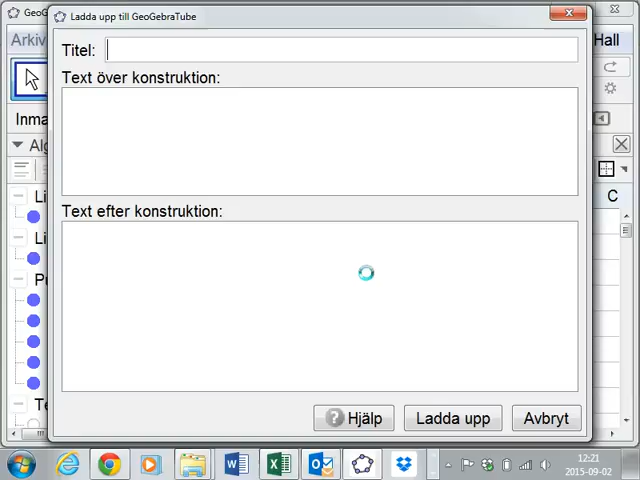 GeoG
Ladda upp till GeoGebraTube
Arkiv
Hall
Titel:
Text över konstruktion:
Inma
Alg
Li
C
Text efter konstruktion:
Li
Pu
Te
Hjälp
Ladda upp
Avbryt
12:21
2015-09-02